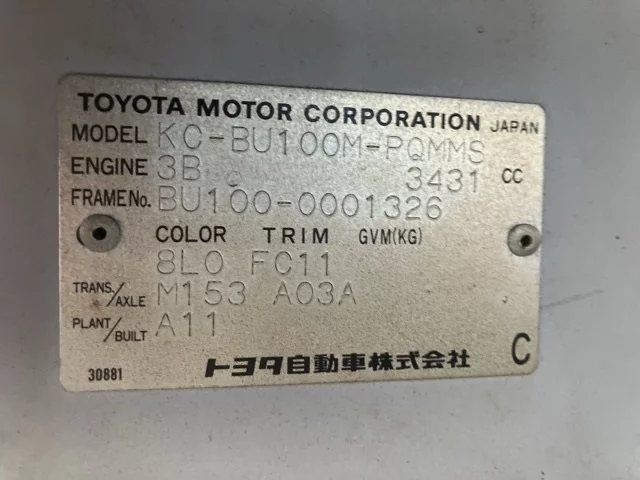 TOYOTA MOTOR CORPORATION JAPAN
MODEL KC-BU100M-PQMMS
ENGINE 3B 3431 CC
FRAME No. BU100-0001326
COLOR TRIM GVM(KG)
8L0 FC11
TRANS./AXLE M153 A03A
PLANT/BUILT A11
30881 トヨタ自動車株式会社 C